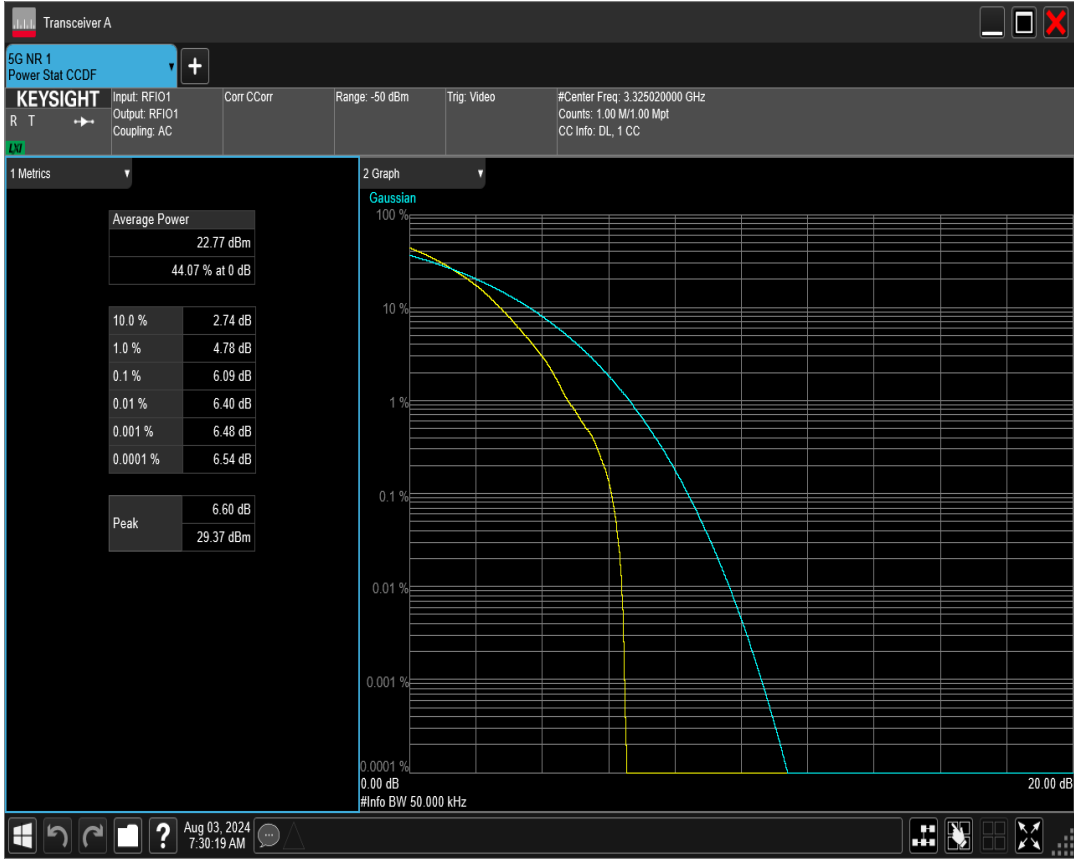 Transceiver A
5G NR 1
Power Stat CCDF
+
KEYSIGHT
R T
LXI
Input: RFIO1
Output: RFIO1
Coupling: AC
Corr CCorr
Range: -50 dBm
Trig: Video
#Center Freq: 3.325020000 GHz
Counts: 1.00 M/1.00 Mpt
CC Info: DL, 1 CC
1 Metrics
Average Power
22.77 dBm
44.07 % at 0 dB
10.0 % 2.74 dB
1.0 % 4.78 dB
0.1 % 6.09 dB
0.01 % 6.40 dB
0.001 % 6.48 dB
0.0001 % 6.54 dB
Peak 6.60 dB
29.37 dBm
2 Graph
Gaussian
100 %
10 %
1 %
0.1 %
0.01 %
0.001 %
0.0001 %
0.00 dB 20.00 dB
#Info BW 50.000 kHz
?
Aug 03, 2024
7:30:19 AM